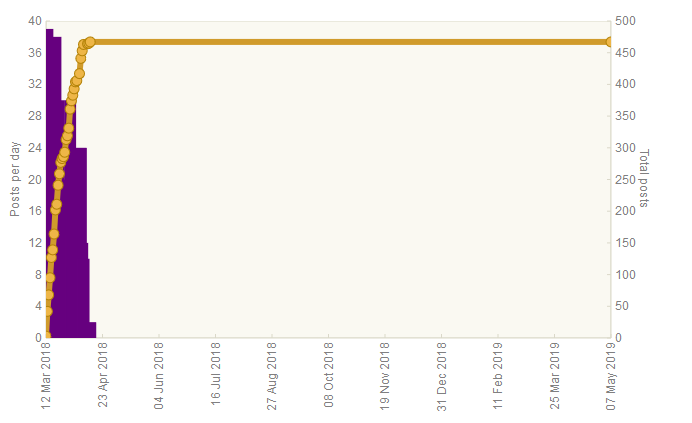 40
36
32
28
24
20
16
12
8
4
0
Posts per day
500
450
400
350
300
250
200
150
100
50
0
Total posts
12 Mar 2018
23 Apr 2018
04 Jun 2018
16 Jul 2018
27 Aug 2018
08 Oct 2018
19 Nov 2018
31 Dec 2018
11 Feb 2019
25 Mar 2019
07 May 2019